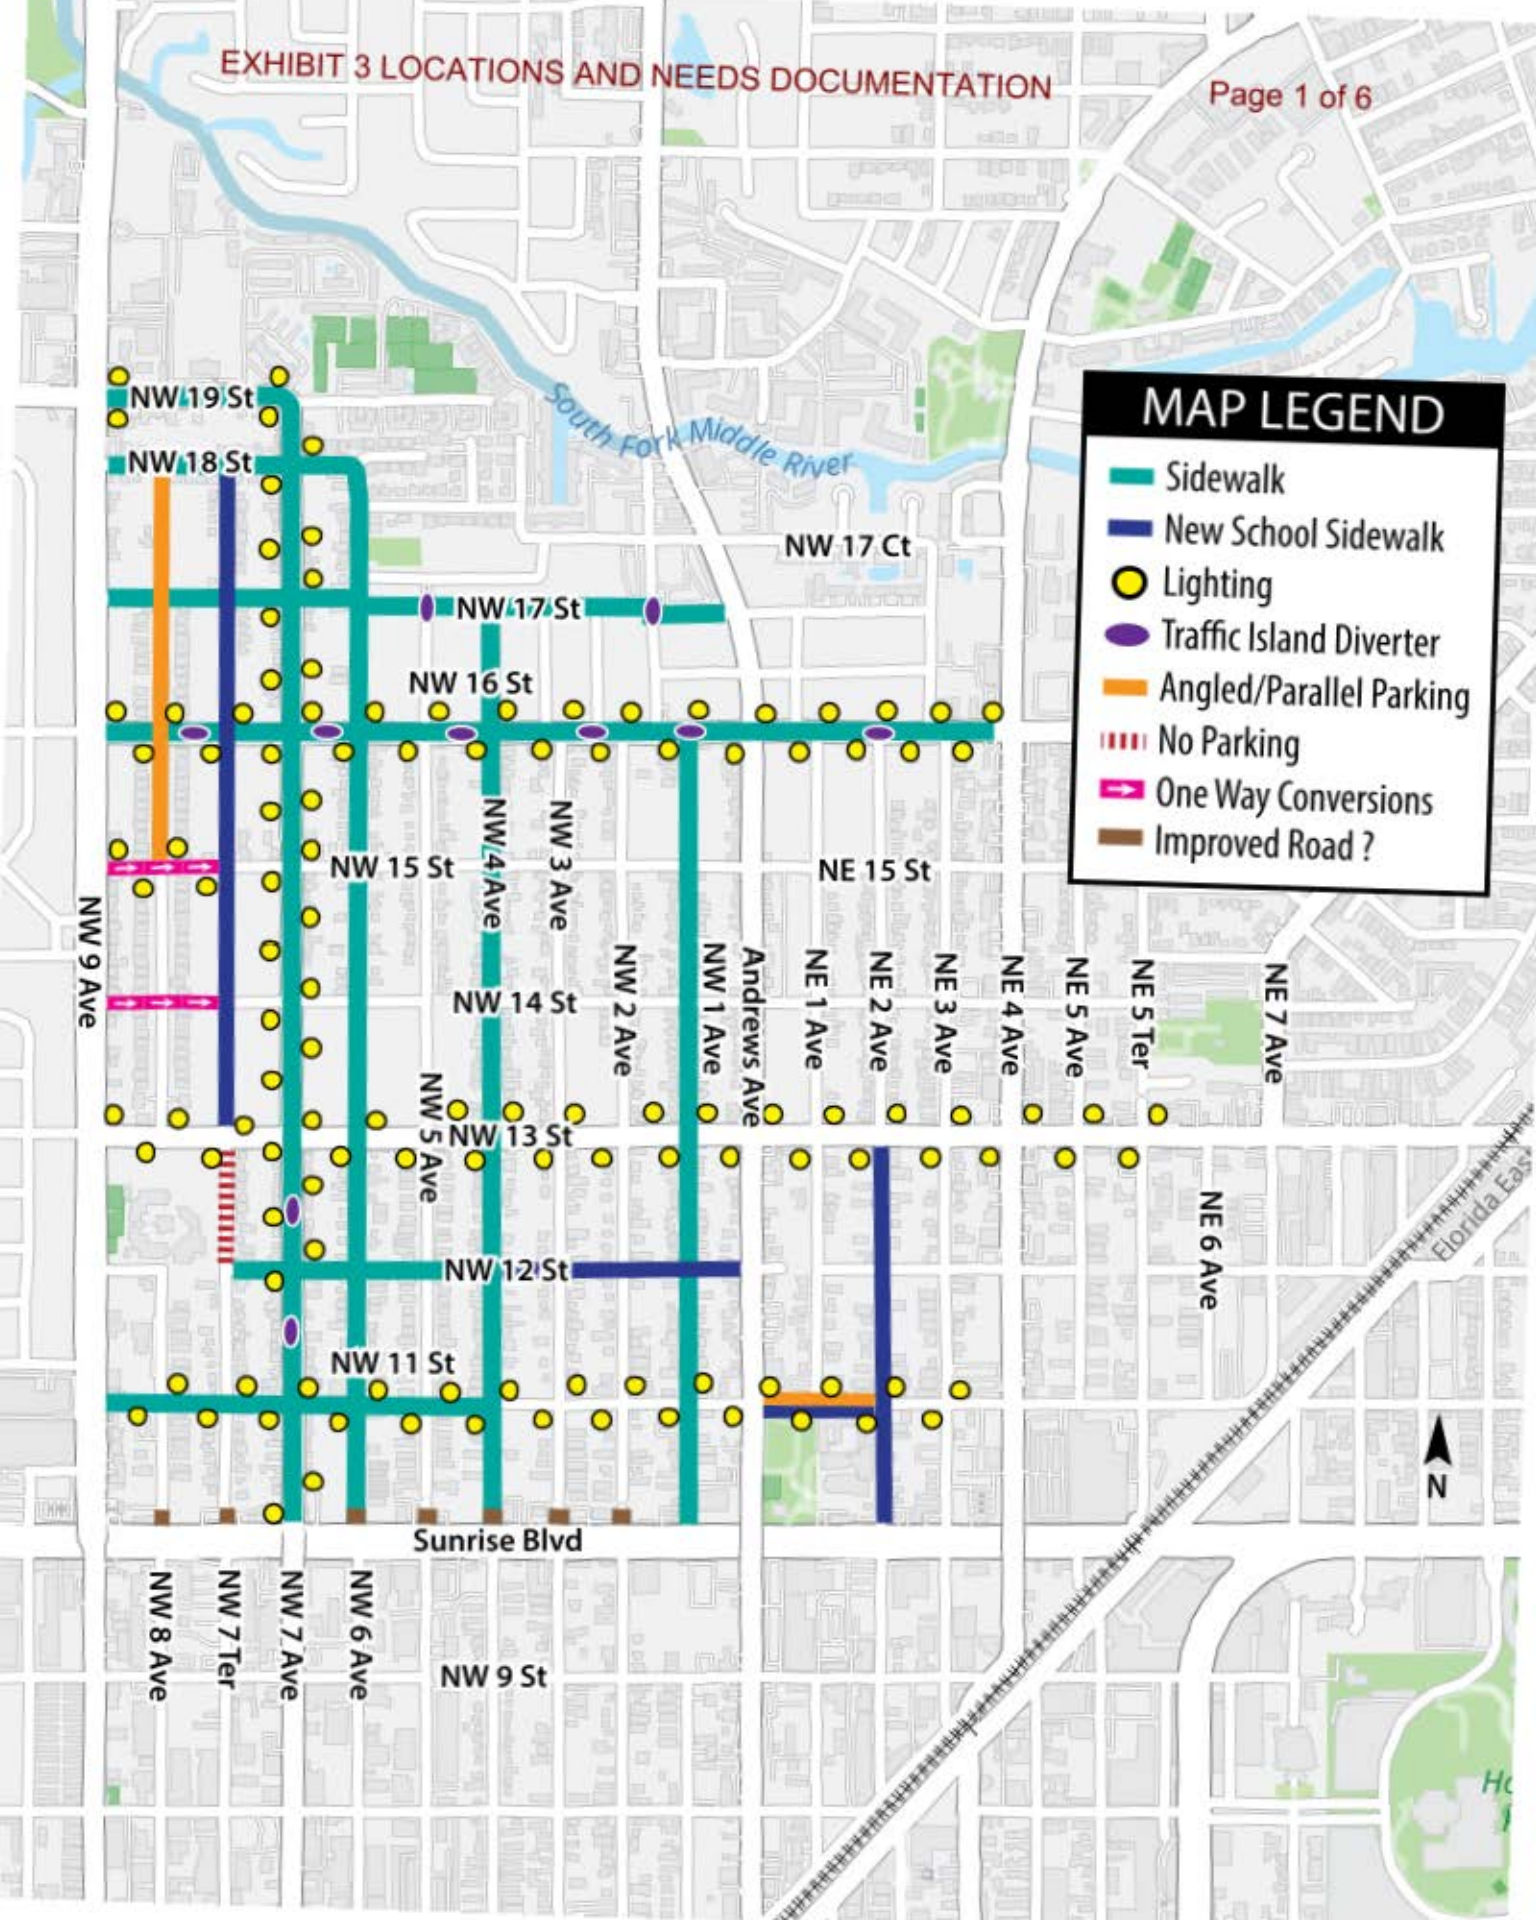 EXHIBIT 3 LOCATIONS AND NEEDS DOCUMENTATION
Page 1 of 6
NW 19 St
South Fork Middle River
NW 18 St
MAP LEGEND
Sidewalk
New School Sidewalk
Lighting
Traffic Island Diverter
Angled/Parallel Parking
No Parking
One Way Conversions
Improved Road ?
NW 17 Ct
NW 17 St
NW 16 St
NW 15 St
NW 4 Ave
NW 3 Ave
NE 15 St
NW 9 Ave
NW 14 St
NW 2 Ave
NW 1 Ave
Andrews Ave
NE 1 Ave
NE 2 Ave
NE 3 Ave
NE 4 Ave
NE 5 Ave
NE 5 Ter
NE 7 Ave
NW 5 Ave
NW 13 St
NE 6 Ave
Florida Eas
NW 12 St
NW 11 St
N
Sunrise Blvd
NW 8 Ave
NW 7 Ter
NW 7 Ave
NW 6 Ave
NW 9 St